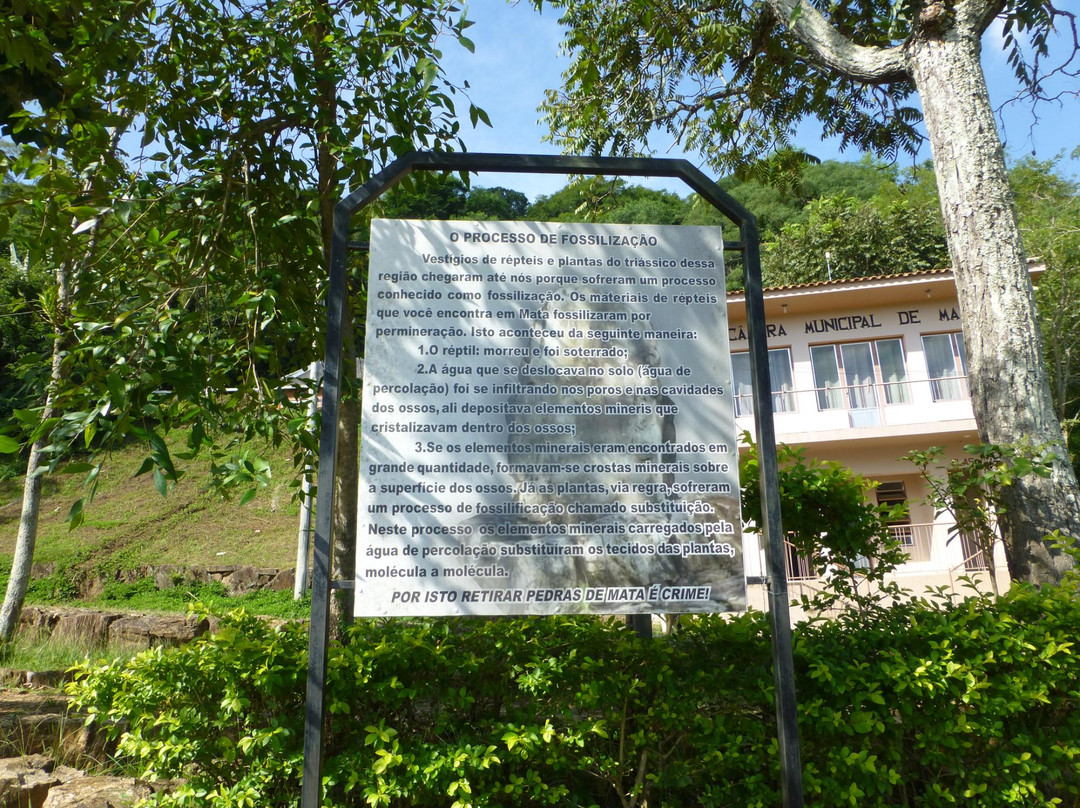 O PROCESSO DE FOSSILIZAÇÃO
Vestígios de répteis e plantas do triássico dessa
região chegaram até nós porque sofreram um processo
conhecido como fossilização. Os materiais de répteis
que você encontra em Mata fossilizaram por
permineração. Isto aconteceu da seguinte maneira:
1.O réptil: morreu e foi soterrado;
2.A água que se deslocava no solo (água de
percolação) foi se infiltrando nos poros e nas cavidades
dos ossos, ali depositava elementos mineris que
cristalizavam dentro dos ossos;
3.Se os elementos minerais eram encontrados em
grande quantidade, formavam-se crostas minerais sobre
a superfície dos ossos. Já as plantas, via regra, sofreram
um processo de fossilificação chamado substituição.
Neste processo os elementos minerais carregados pela
água de percolação substituíram os tecidos das plantas,
molécula a molécula.
POR ISTO RETIRAR PEDRAS DE MATA É CRIME!
CÂMARA MUNICIPAL DE MA